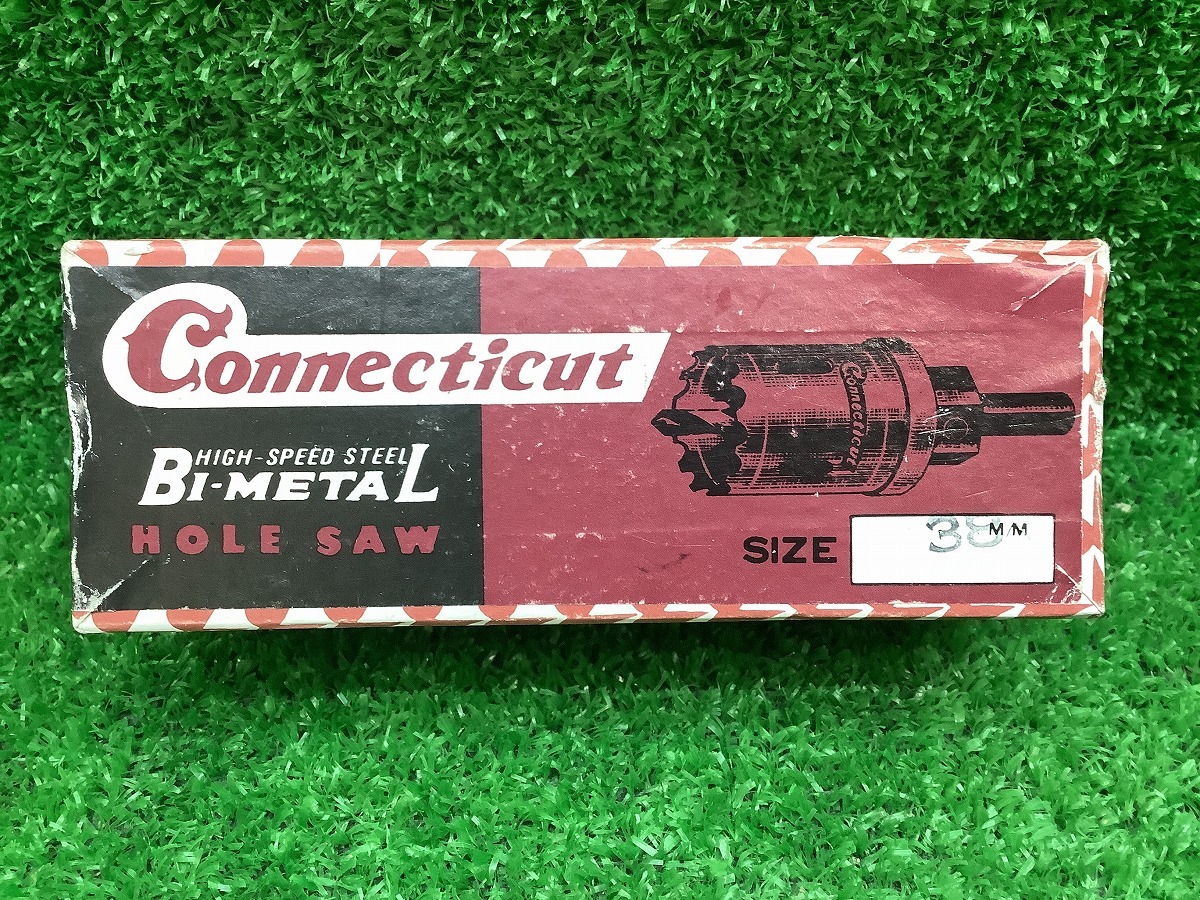 Connecticut
HIGH-SPEED STEEL
BI-METAL
HOLE SAW
Connecticut
SIZE 38 MM